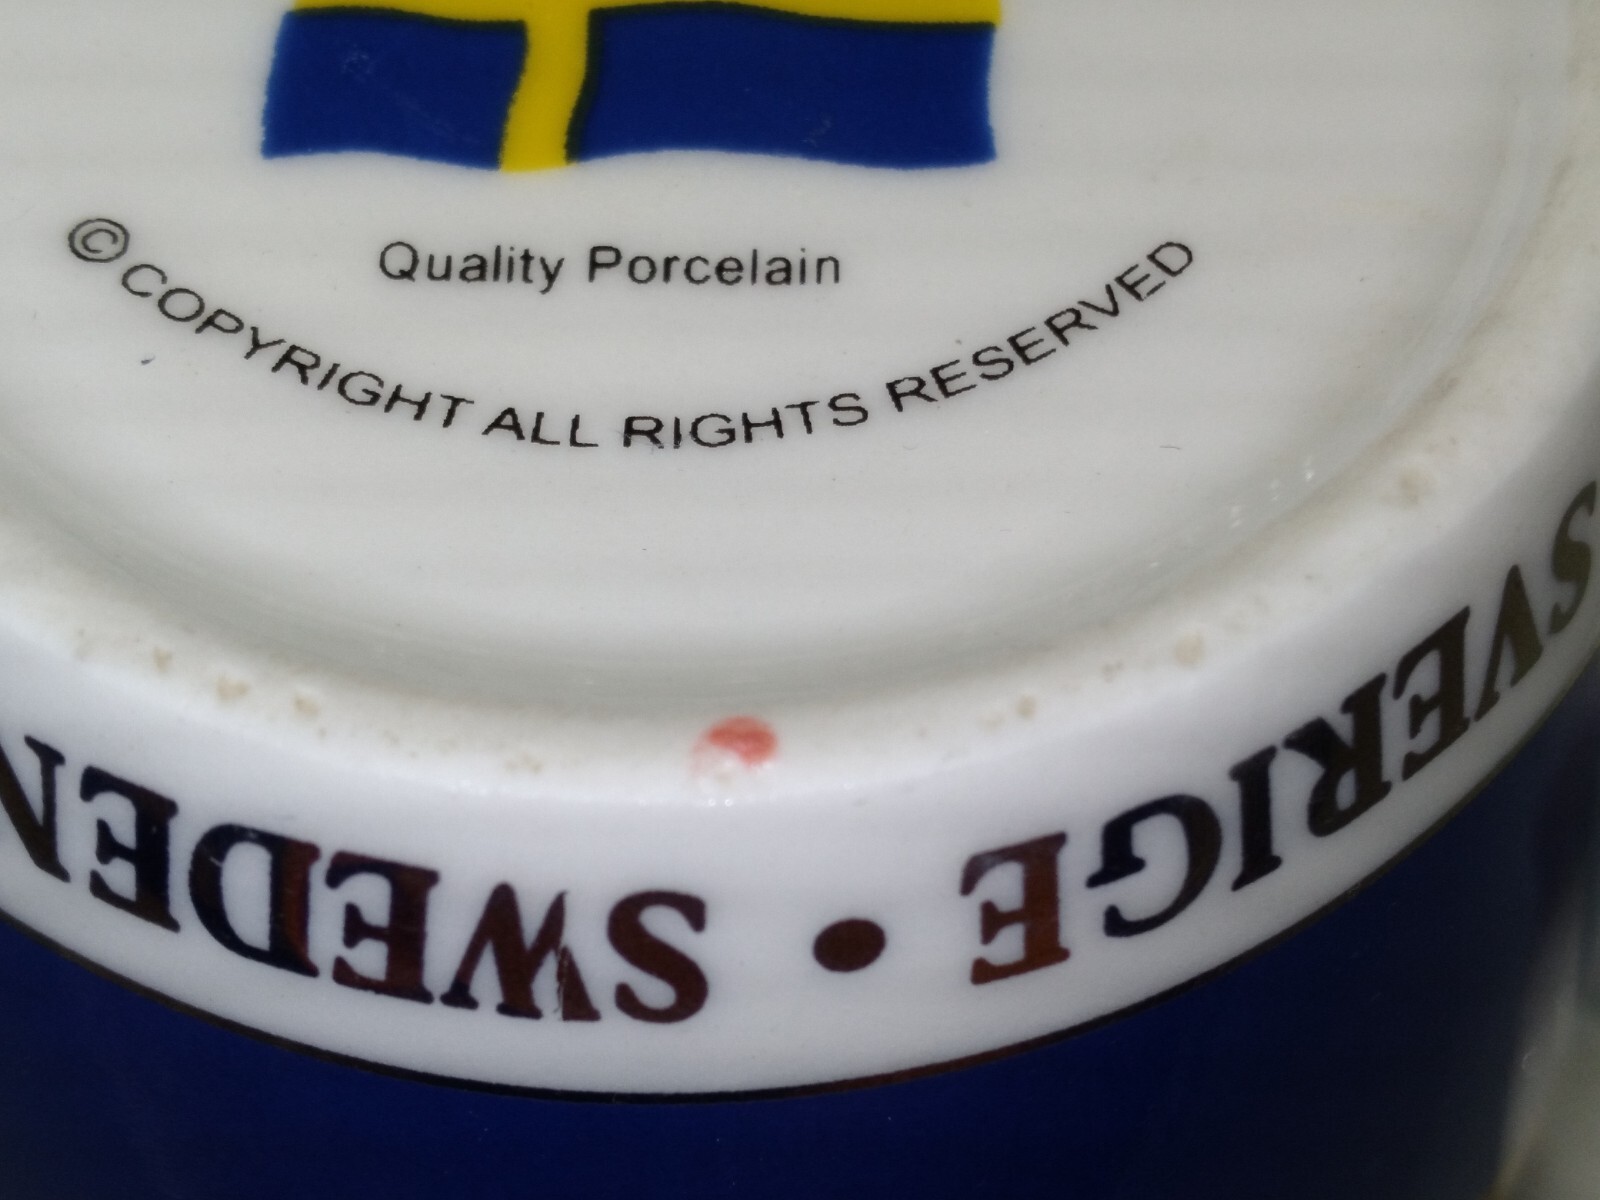 Quality Porcelain
© COPYRIGHT ALL RIGHTS RESERVED
SVERIGE • SWEDEN